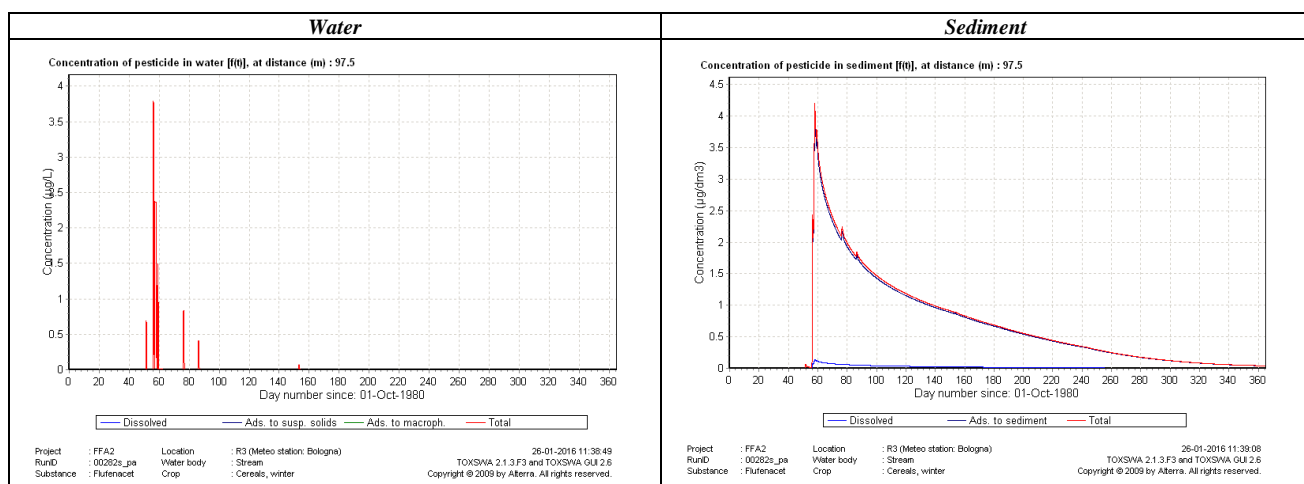 Water
Sediment
Concentration of pesticide in water [f(t)], at distance (m) : 97.5
4
3.5
3
2.5
2
1.5
1
0.5
0
Concentration (µg/L)
0 20 40 60 80 100 120 140 160 180 200 220 240 260 280 300 320 340 360
Day number since: 01-Oct-1980
Dissolved Ads. to susp. solids Ads. to macroph. Total
Project : FFA2 Location : R3 (Meteo station: Bologna) 26-01-2016 11:38:49
RunID : 00282s_pa Water body : Stream TOXSWA 2.1.3.F3 and TOXSWA GUI 2.6
Substance : Flufenacet Crop : Cereals, winter Copyright © 2009 by Alterra. All rights reserved.
Concentration of pesticide in sediment [f(t)], at distance (m) : 97.5
4.5
4
3.5
3
2.5
2
1.5
1
0.5
0
Concentration (µg/dm3)
0 20 40 60 80 100 120 140 160 180 200 220 240 260 280 300 320 340 360
Day number since: 01-Oct-1980
Dissolved Ads. to sediment Total
Project : FFA2 Location : R3 (Meteo station: Bologna) 26-01-2016 11:39:08
RunID : 00282s_pa Water body : Stream TOXSWA 2.1.3.F3 and TOXSWA GUI 2.6
Substance : Flufenacet Crop : Cereals, winter Copyright © 2009 by Alterra. All rights reserved.